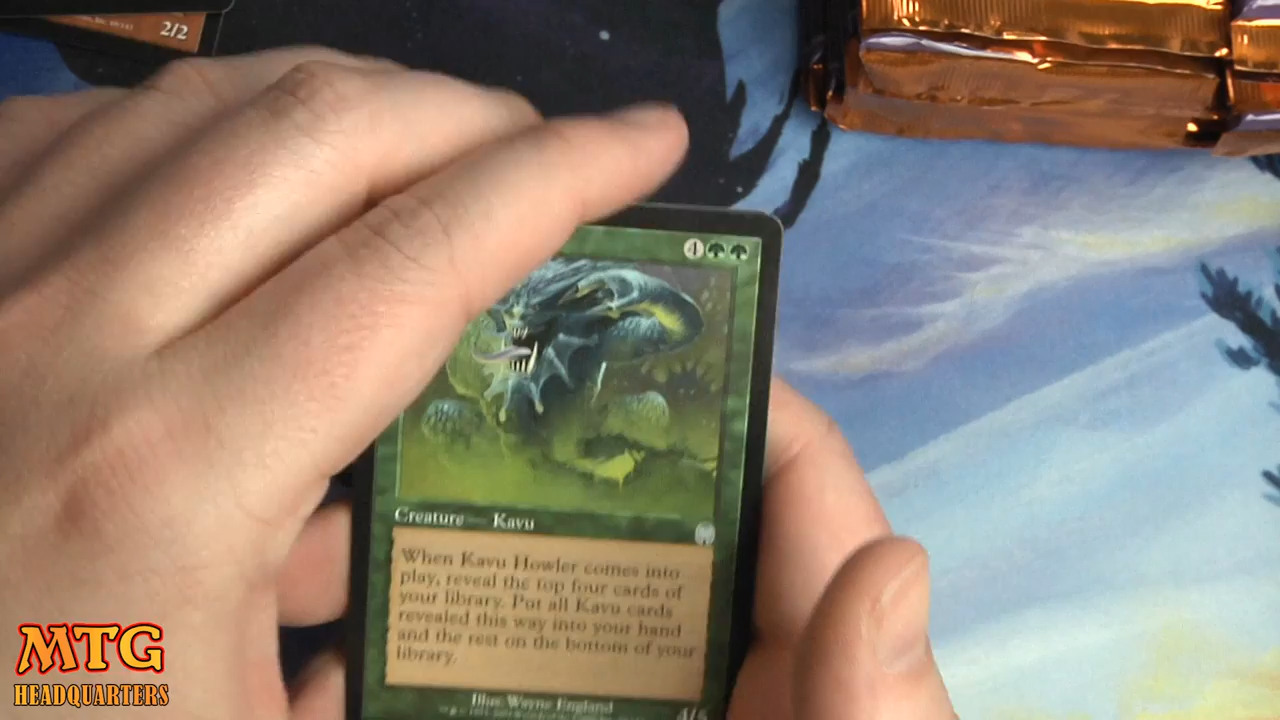 2/2
4
Creature — Kavu
When Kavu Howler comes into
play, reveal the top four cards of
your library. Put all Kavu cards
revealed this way into your hand
and the rest on the bottom of your
library.
Illus. Wayne England
4/5
MTG
HEADQUARTERS